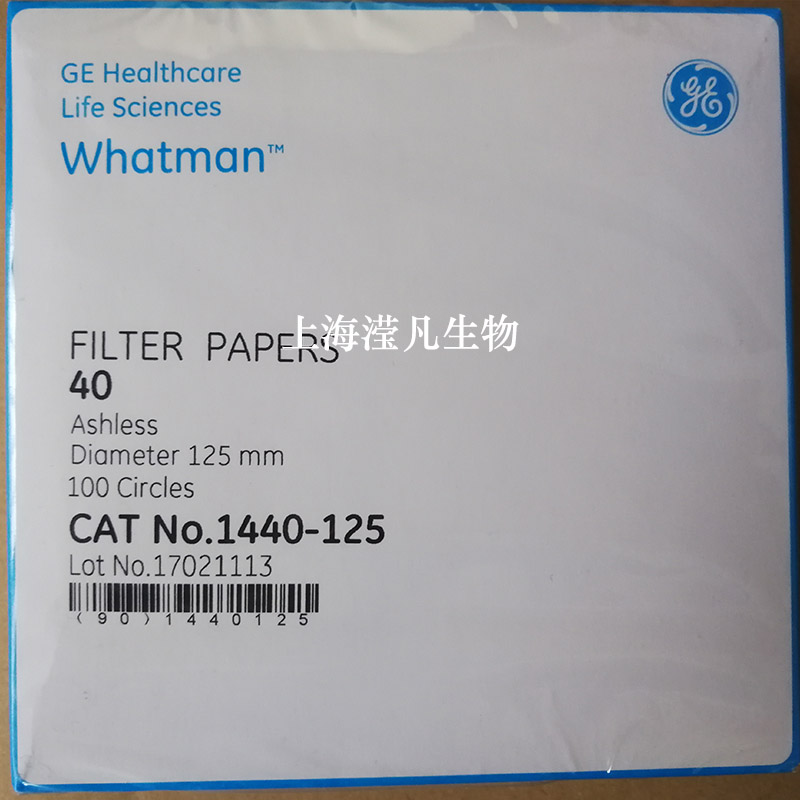 GE Healthcare
Life Sciences
Whatman™
GE
FILTER PAPERS
上海滢凡生物
40
Ashless
Diameter 125 mm
100 Circles
CAT No.1440-125
Lot No.17021113
(90)1440125